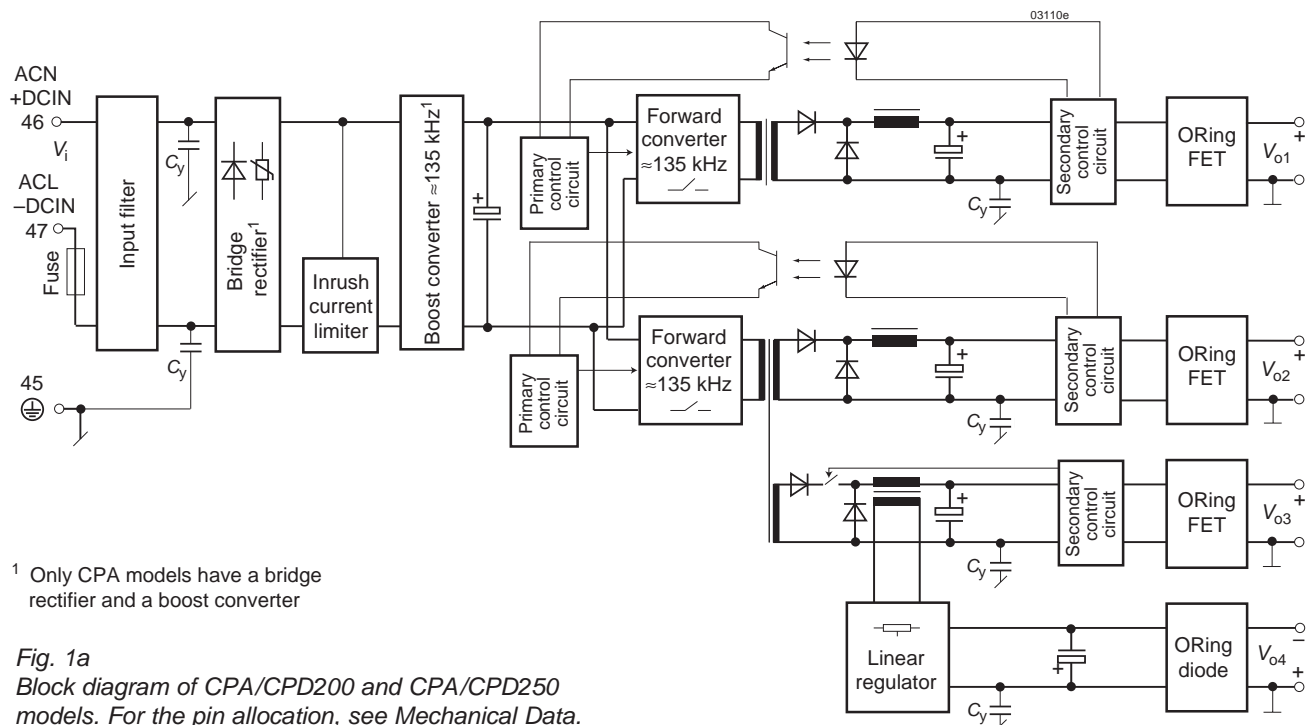 03110e
ACN
+DCIN
46
Vi
ACL
–DCIN
47
Fuse
45
Input filter
Cy
Cy
Bridge
rectifier1
Inrush
current
limiter
Boost converter ≈135 kHz1
+
Primary
control
circuit
Forward
converter
≈135 kHz
+
Cy
Secondary
control
circuit
ORing
FET
Vo1
+
Primary
control
circuit
Forward
converter
≈135 kHz
+
Cy
Secondary
control
circuit
ORing
FET
Vo2
+
+
Cy
Secondary
control
circuit
ORing
FET
Vo3
+
Linear
regulator
+
Cy
ORing
diode
–
Vo4
+
1 Only CPA models have a bridge
rectifier and a boost converter
Fig. 1a
Block diagram of CPA/CPD200 and CPA/CPD250
models. For the pin allocation, see Mechanical Data.